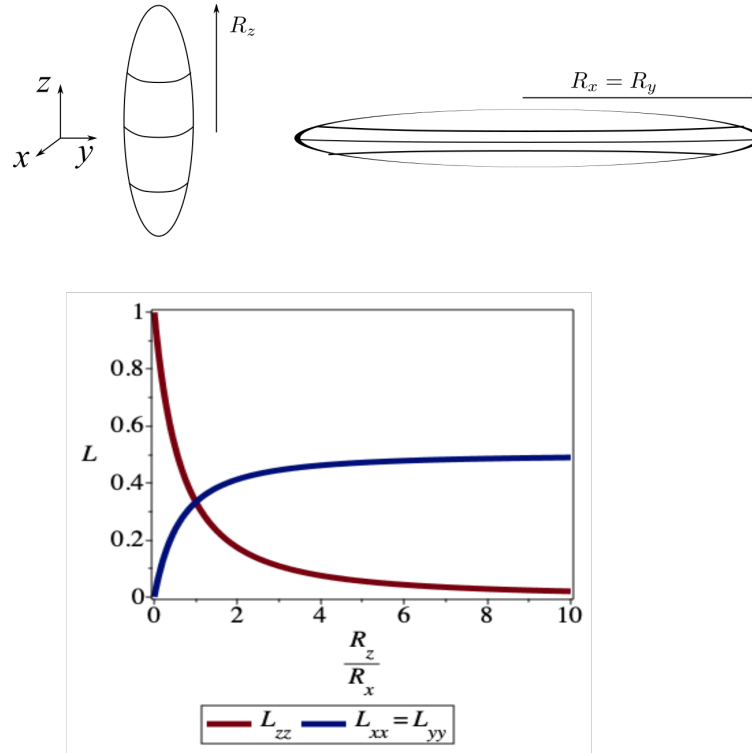 R_z
R_x = R_y
z
x
y
1
0.8
0.6
L
0.4
0.2
0
0 2 4 6 8 10
R_z
R_x
L_zz L_xx = L_yy